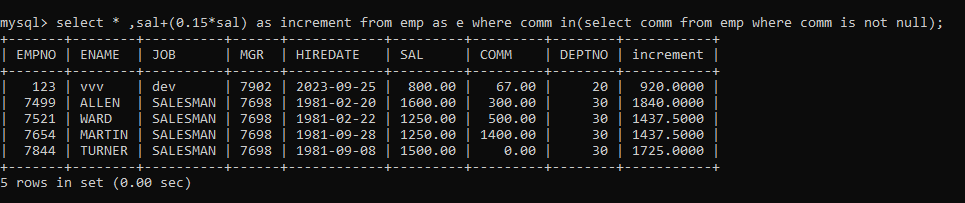 mysql> select * ,sal+(0.15*sal) as increment from emp as e where comm in(select comm from emp where comm is not null);
+-------+--------+----------+------+------------+---------+---------+--------+-----------+
| EMPNO | ENAME  | JOB      | MGR  | HIREDATE   | SAL     | COMM    | DEPTNO | increment |
+-------+--------+----------+------+------------+---------+---------+--------+-----------+
|   123 | vvv    | dev      | 7902 | 2023-09-25 |  800.00 |   67.00 |     20 |  920.0000 |
|  7499 | ALLEN  | SALESMAN | 7698 | 1981-02-20 | 1600.00 |  300.00 |     30 | 1840.0000 |
|  7521 | WARD   | SALESMAN | 7698 | 1981-02-22 | 1250.00 |  500.00 |     30 | 1437.5000 |
|  7654 | MARTIN | SALESMAN | 7698 | 1981-09-28 | 1250.00 | 1400.00 |     30 | 1437.5000 |
|  7844 | TURNER | SALESMAN | 7698 | 1981-09-08 | 1500.00 |    0.00 |     30 | 1725.0000 |
+-------+--------+----------+------+------------+---------+---------+--------+-----------+
5 rows in set (0.00 sec)